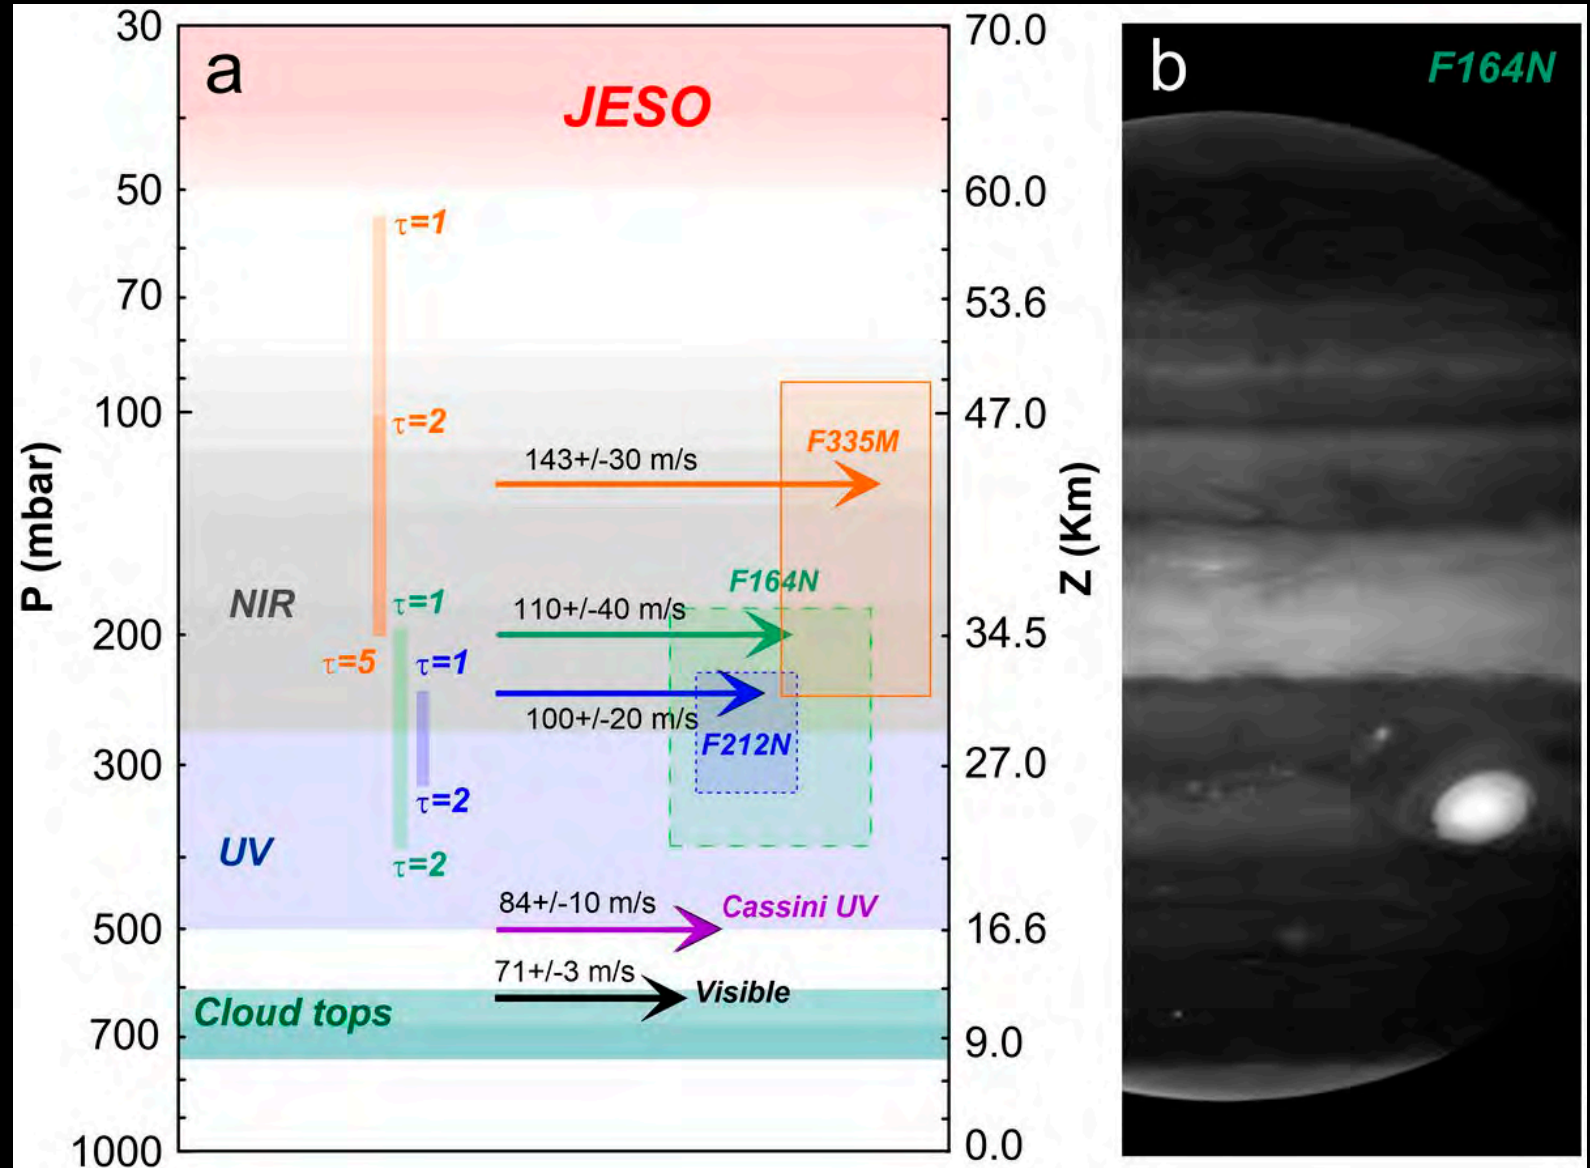 a
JESO
P (mbar)
30
50
70
100
200
300
500
700
1000
τ=1
τ=2
τ=5
143+/-30 m/s
F335M
NIR
τ=1
110+/-40 m/s
F164N
τ=1
100+/-20 m/s
F212N
τ=2
UV
τ=2
84+/-10 m/s
Cassini UV
71+/-3 m/s
Visible
Cloud tops
70.0
60.0
53.6
47.0
34.5
27.0
16.6
9.0
0.0
Z (Km)
b
F164N